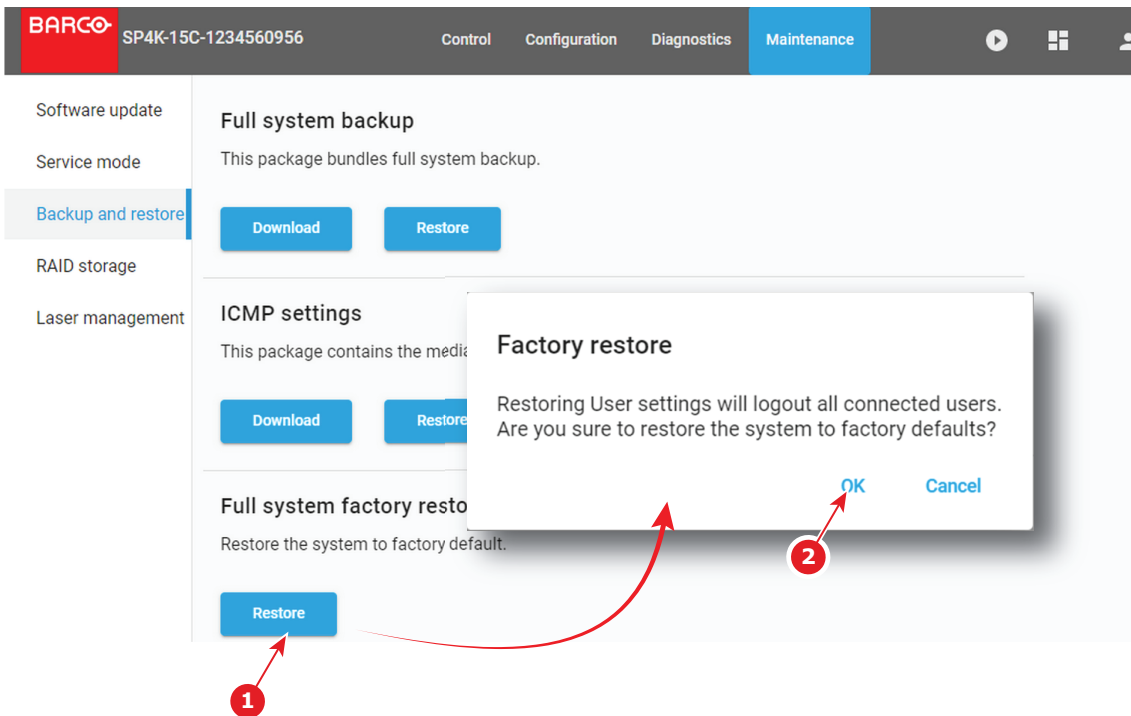 BARCO
SP4K-15C-1234560956
Control
Configuration
Diagnostics
Maintenance
Software update
Service mode
Backup and restore
RAID storage
Laser management
Full system backup
This package bundles full system backup.
Download
Restore
ICMP settings
This package contains the media
Download
Restore
Full system factory resto
Restore the system to factory default.
Restore
Factory restore
Restoring User settings will logout all connected users.
Are you sure to restore the system to factory defaults?
OK
Cancel
1
2